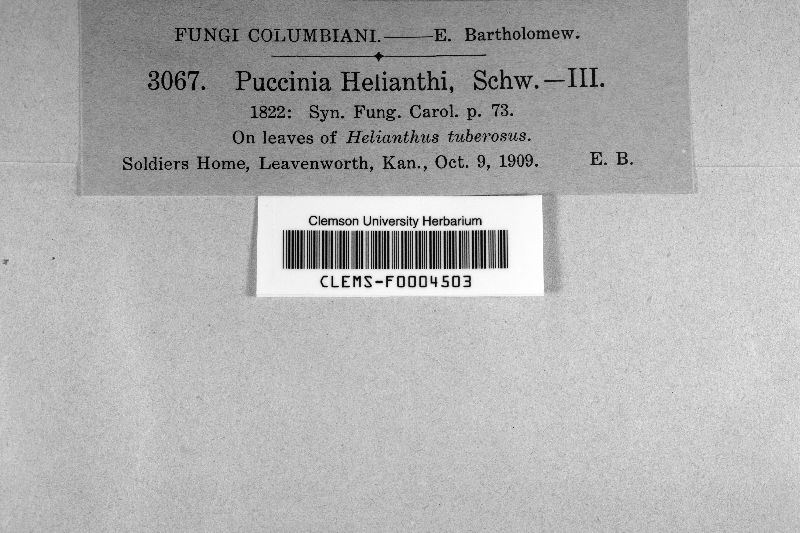 FUNGI COLUMBIANI.——E. Bartholomew.
3067. Puccinia Helianthi, Schw.—III.
1822: Syn. Fung. Carol. p. 73.
On leaves of Helianthus tuberosus.
Soldiers Home, Leavenworth, Kan., Oct. 9, 1909. E. B.
Clemson University Herbarium
CLEMS-F0004503